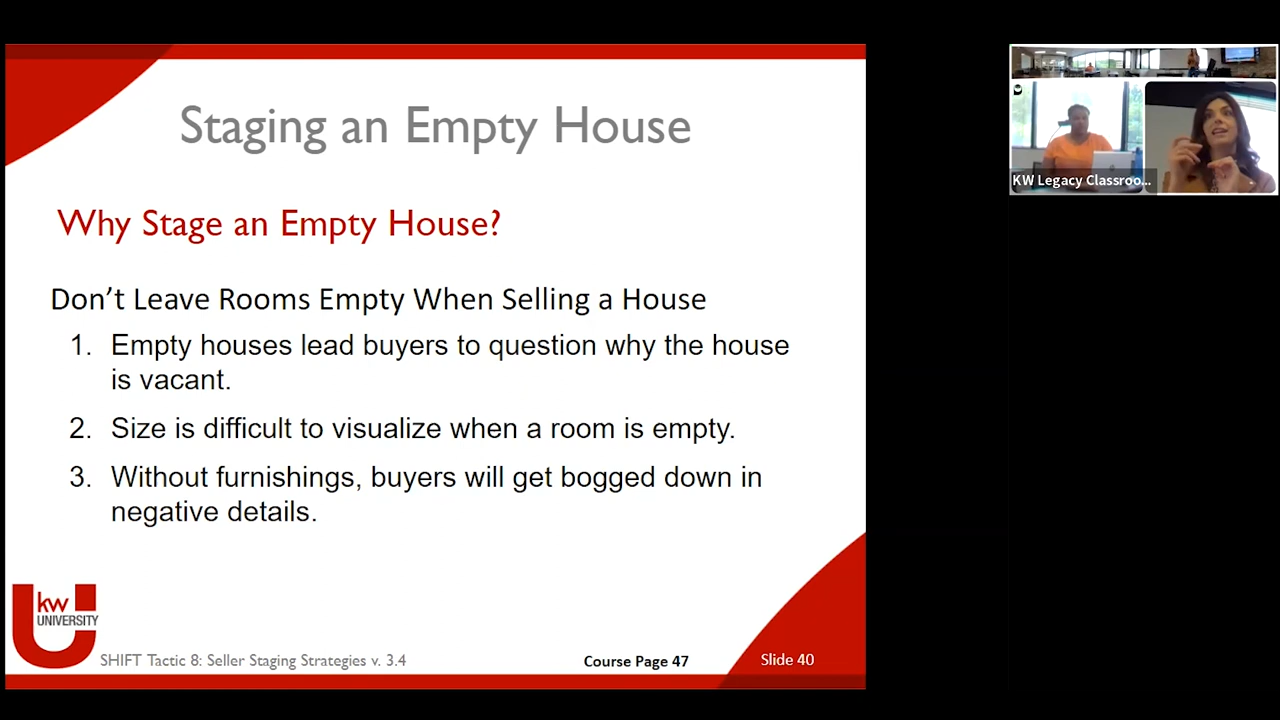 Staging an Empty House
Why Stage an Empty House?
Don't Leave Rooms Empty When Selling a House
1. Empty houses lead buyers to question why the house
is vacant.
2. Size is difficult to visualize when a room is empty.
3. Without furnishings, buyers will get bogged down in
negative details.
kw
UNIVERSITY
SHIFT Tactic 8: Seller Staging Strategies v. 3.4
Course Page 47
Slide 40
KW Legacy Classroo...